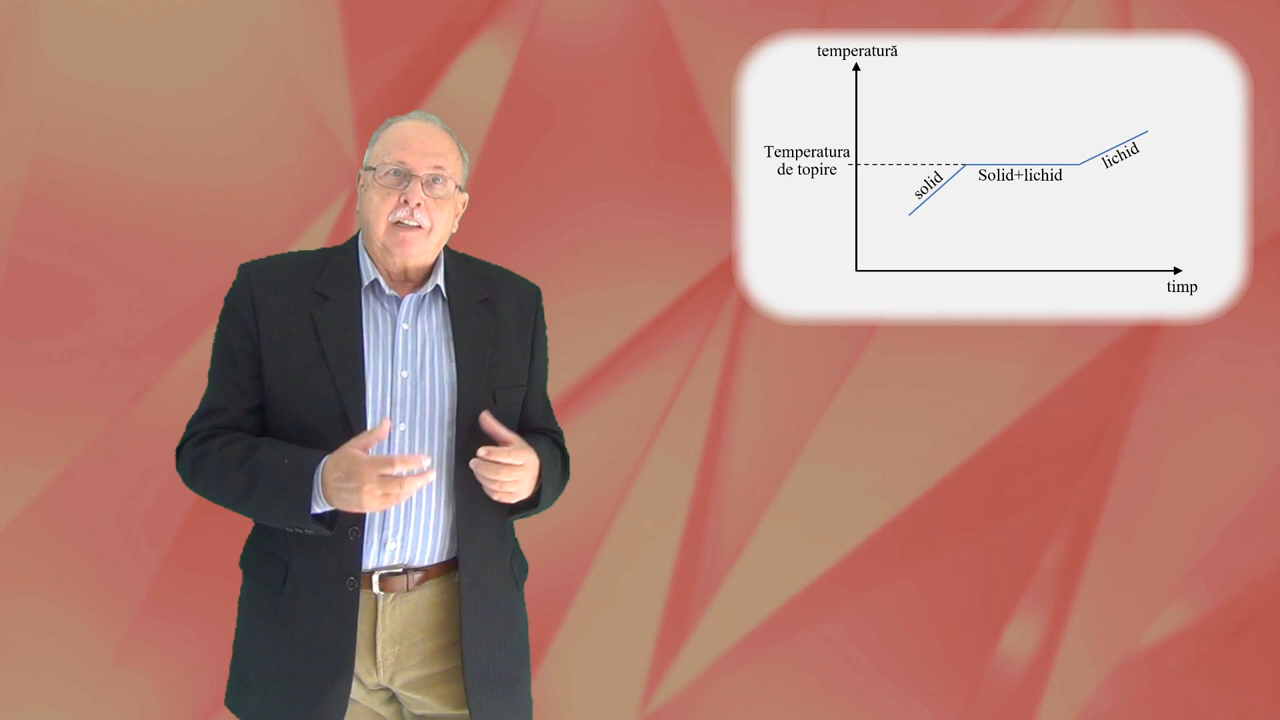 temperatură
Temperatura
de topire
solid
Solid+lichid
lichid
timp